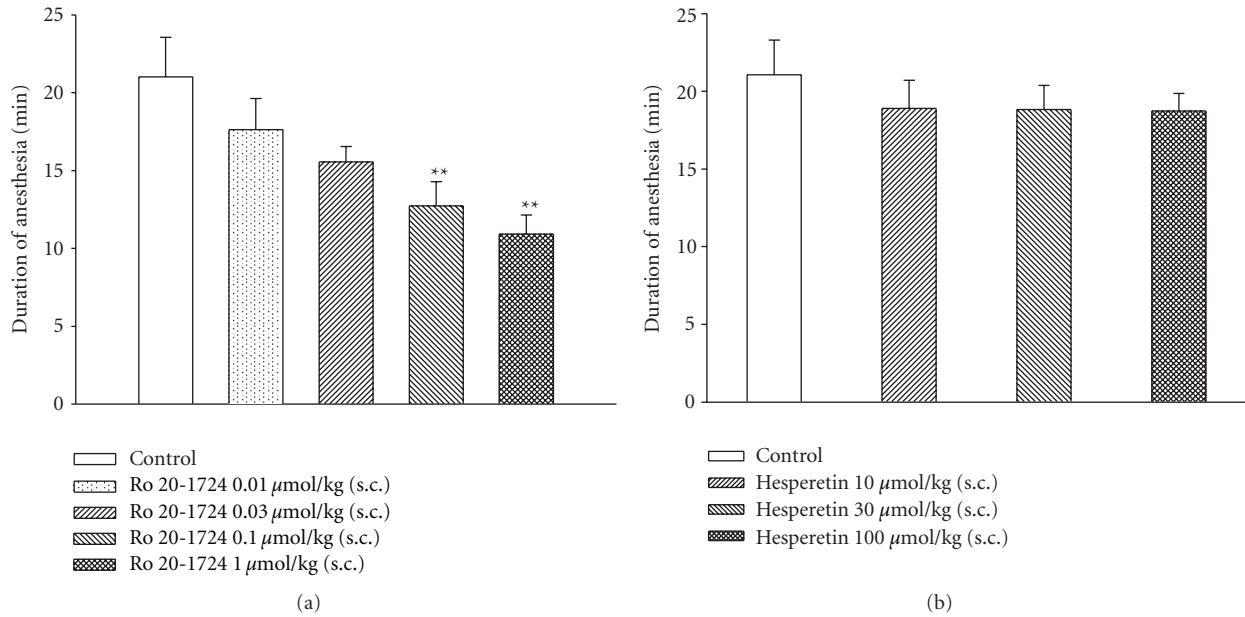 25
20
15
10
5
0
Duration of anesthesia (min)
**
**
Control
Ro 20-1724 0.01 µmol/kg (s.c.)
Ro 20-1724 0.03 µmol/kg (s.c.)
Ro 20-1724 0.1 µmol/kg (s.c.)
Ro 20-1724 1 µmol/kg (s.c.)
(a)
25
20
15
10
5
0
Duration of anesthesia (min)
Control
Hesperetin 10 µmol/kg (s.c.)
Hesperetin 30 µmol/kg (s.c.)
Hesperetin 100 µmol/kg (s.c.)
(b)